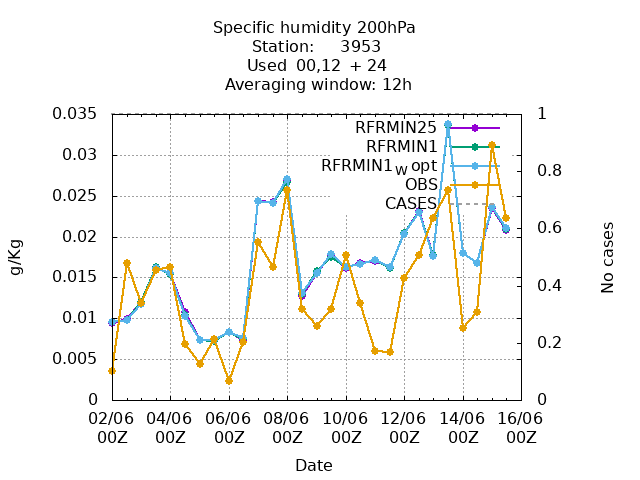 Specific humidity 200hPa
Station: 3953
Used 00,12 + 24
Averaging window: 12h
0.035
0.03
0.025
0.02
0.015
0.01
0.005
0
g/Kg
1
0.8
0.6
0.4
0.2
0
No cases
RFRMIN25
RFRMIN1
RFRMIN1w opt
OBS
CASES
02/06 04/06 06/06 08/06 10/06 12/06 14/06 16/06
00Z 00Z 00Z 00Z 00Z 00Z 00Z 00Z
Date